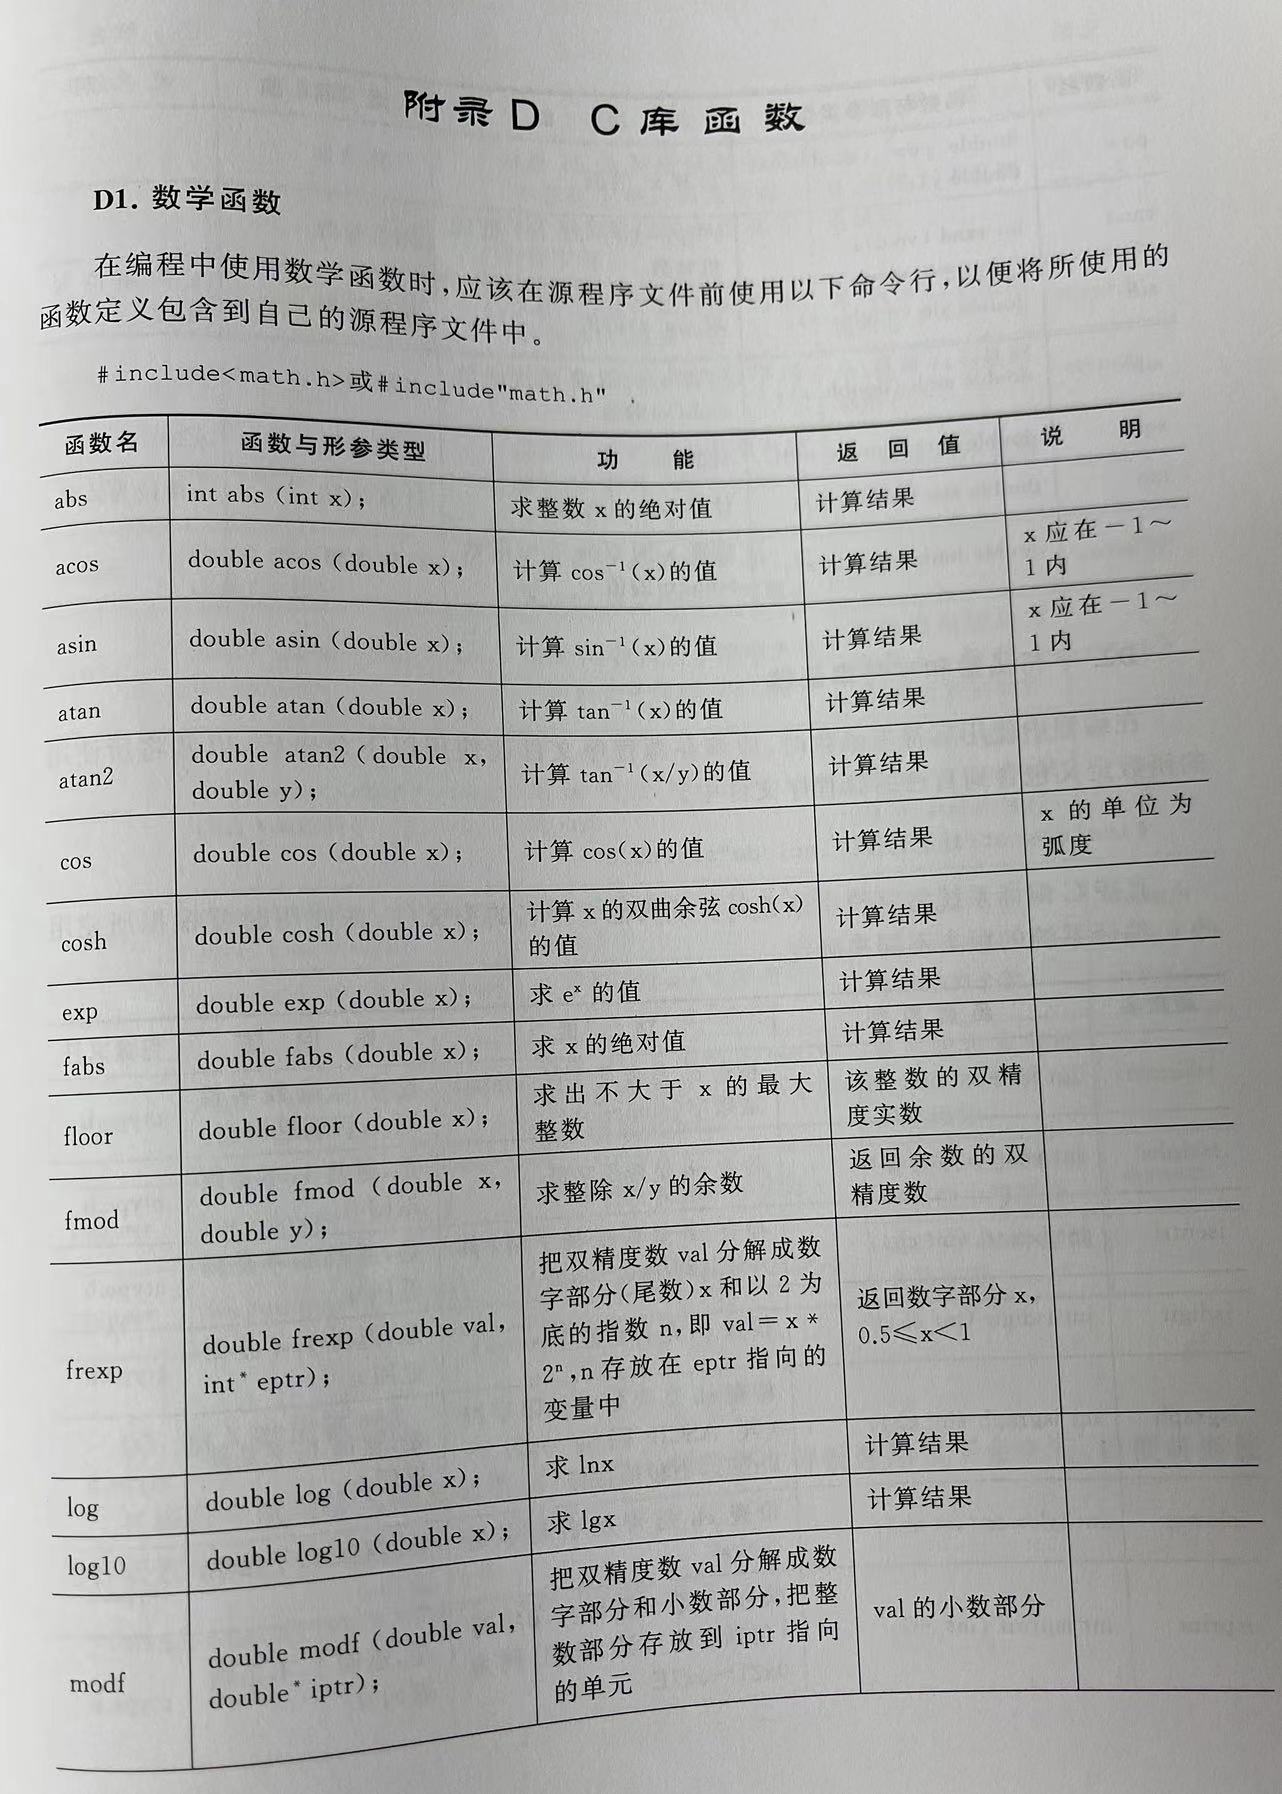 附录D C库函数
D1. 数学函数
在编程中使用数学函数时,应该在源程序文件前使用以下命令行,以便将所使用的
函数定义包含到自己的源程序文件中。
#include<math.h>或#include"math.h"
函数名 函数与形参类型 功 能 返 回 值 说 明
abs int abs (int x); 求整数 x 的绝对值 计算结果
acos double acos (double x); 计算 cos⁻¹(x)的值 计算结果 x 应在-1~
1 内
asin double asin (double x); 计算 sin⁻¹(x)的值 计算结果 x 应在-1~
1 内
atan double atan (double x); 计算 tan⁻¹(x)的值 计算结果
atan2 double atan2 (double x,
double y); 计算 tan⁻¹(x/y)的值 计算结果
cos double cos (double x); 计算 cos(x)的值 计算结果 x 的单位为
弧度
cosh double cosh (double x); 计算 x 的双曲余弦 cosh(x)
的值 计算结果
exp double exp (double x); 求 eˣ 的值 计算结果
fabs double fabs (double x); 求 x 的绝对值 计算结果
floor double floor (double x); 求出不大于 x 的最大
整数 该整数的双精
度实数
fmod double fmod (double x,
double y); 求整除 x/y 的余数 返回余数的双
精度数
frexp double frexp (double val,
int* eptr); 把双精度数 val 分解成数
字部分(尾数)x 和以 2 为
底的指数 n,即 val=x*
2ⁿ,n 存放在 eptr 指向的
变量中 返回数字部分 x,
0.5≤x<1
log double log (double x); 求 lnx 计算结果
log10 double log10 (double x); 求 lgx 计算结果
modf double modf (double val,
double* iptr); 把双精度数 val 分解成数
字部分和小数部分,把整
数部分存放到 iptr 指向
的单元 val 的小数部分